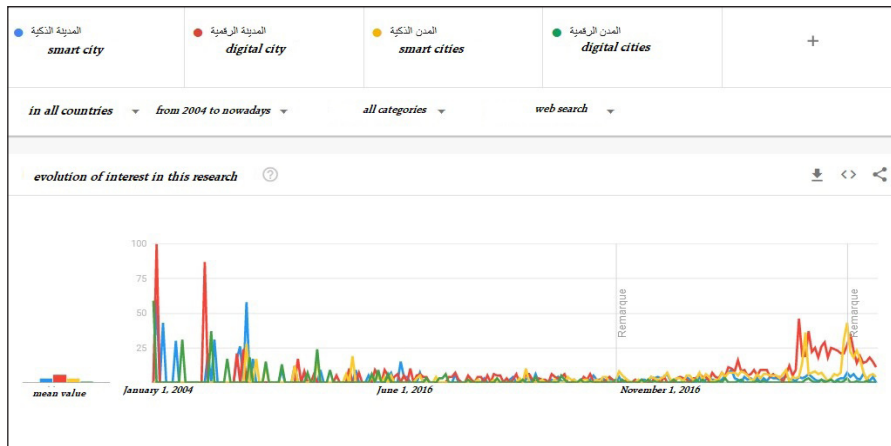 المدينة الذكية
smart city
المدينة الرقمية
digital city
المدن الذكية
smart cities
المدن الرقمية
digital cities
+
in all countries
from 2004 to nowadays
all categories
web search
evolution of interest in this research
?
100
75
50
25
Remarque
Remarque
mean value
January 1, 2004
June 1, 2016
November 1, 2016